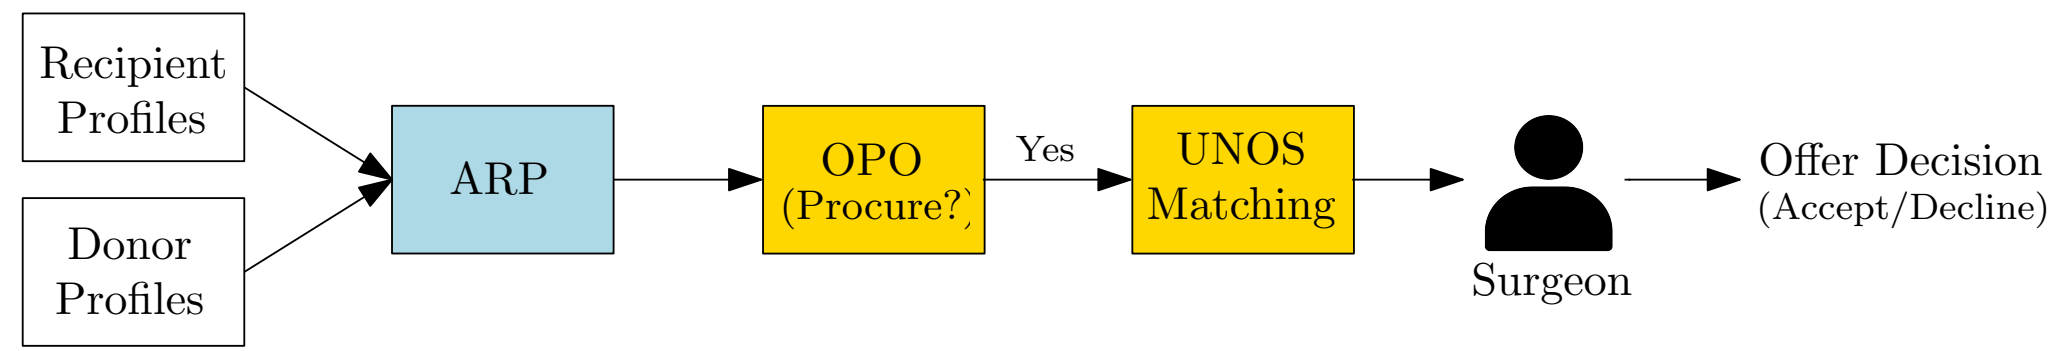 Recipient
Profiles
Donor
Profiles
ARP
OPO
(Procure?)
Yes
UNOS
Matching
Surgeon
Offer Decision
(Accept/Decline)